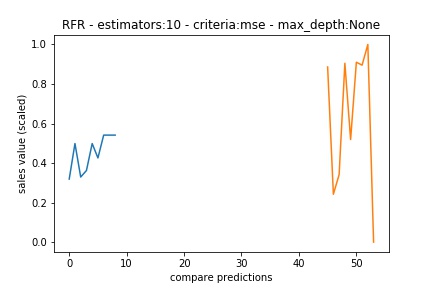 RFR - estimators:10 - criteria:mse - max_depth:None
1.0
0.8
0.6
0.4
0.2
0.0
sales value (scaled)
0 10 20 30 40 50
compare predictions